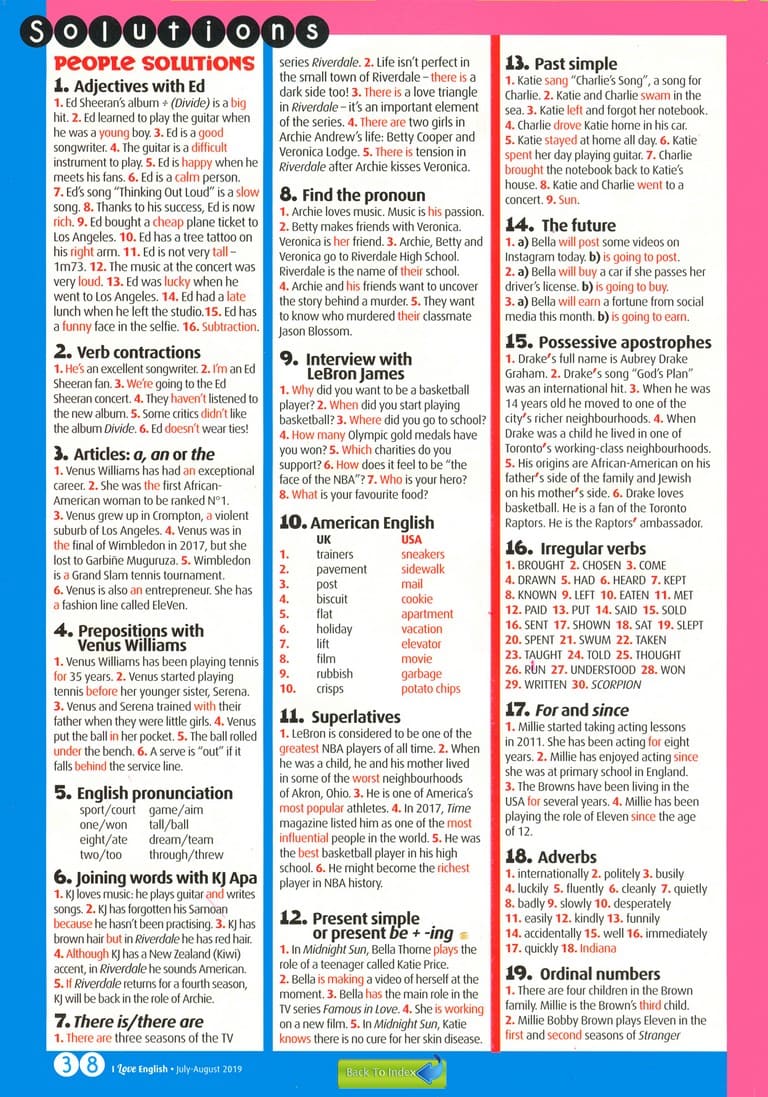 Solutions
PEOPLE SOLUTIONS
1. Adjectives with Ed
1. Ed Sheeran's album ÷ (Divide) is a big
hit. 2. Ed learned to play the guitar when
he was a young boy. 3. Ed is a good
songwriter. 4. The guitar is a difficult
instrument to play. 5. Ed is happy when he
meets his fans. 6. Ed is a calm person.
7. Ed's song "Thinking Out Loud" is a slow
song. 8. Thanks to his success, Ed is now
rich. 9. Ed bought a cheap plane ticket to
Los Angeles. 10. Ed has a tree tattoo on
his right arm. 11. Ed is not very tall –
1m73. 12. The music at the concert was
very loud. 13. Ed was lucky when he
went to Los Angeles. 14. Ed had a late
lunch when he left the studio.15. Ed has
a funny face in the selfie. 16. Subtraction.
2. Verb contractions
1. He's an excellent songwriter. 2. I'm an Ed
Sheeran fan. 3. We're going to the Ed
Sheeran concert. 4. They haven't listened to
the new album. 5. Some critics didn't like
the album Divide. 6. Ed doesn't wear ties!
3. Articles: a, an or the
1. Venus Williams has had an exceptional
career. 2. She was the first African-
American woman to be ranked N°1.
3. Venus grew up in Crompton, a violent
suburb of Los Angeles. 4. Venus was in
the final of Wimbledon in 2017, but she
lost to Garbiñe Muguruza. 5. Wimbledon
is a Grand Slam tennis tournament.
6. Venus is also an entrepreneur. She has
a fashion line called EleVen.
4. Prepositions with
Venus Williams
1. Venus Williams has been playing tennis
for 35 years. 2. Venus started playing
tennis before her younger sister, Serena.
3. Venus and Serena trained with their
father when they were little girls. 4. Venus
put the ball in her pocket. 5. The ball rolled
under the bench. 6. A serve is "out" if it
falls behind the service line.
5. English pronunciation
sport/court game/aim
one/won tall/ball
eight/ate dream/team
two/too through/threw
6. Joining words with KJ Apa
1. KJ loves music: he plays guitar and writes
songs. 2. KJ has forgotten his Samoan
because he hasn't been practising. 3. KJ has
brown hair but in Riverdale he has red hair.
4. Although KJ has a New Zealand (Kiwi)
accent, in Riverdale he sounds American.
5. If Riverdale returns for a fourth season,
KJ will be back in the role of Archie.
7. There is/there are
1. There are three seasons of the TV
series Riverdale. 2. Life isn't perfect in
the small town of Riverdale – there is a
dark side too! 3. There is a love triangle
in Riverdale – it's an important element
of the series. 4. There are two girls in
Archie Andrew's life: Betty Cooper and
Veronica Lodge. 5. There is tension in
Riverdale after Archie kisses Veronica.
8. Find the pronoun
1. Archie loves music. Music is his passion.
2. Betty makes friends with Veronica.
Veronica is her friend. 3. Archie, Betty and
Veronica go to Riverdale High School.
Riverdale is the name of their school.
4. Archie and his friends want to uncover
the story behind a murder. 5. They want
to know who murdered their classmate
Jason Blossom.
9. Interview with
LeBron James
1. Why did you want to be a basketball
player? 2. When did you start playing
basketball? 3. Where did you go to school?
4. How many Olympic gold medals have
you won? 5. Which charities do you
support? 6. How does it feel to be "the
face of the NBA"? 7. Who is your hero?
8. What is your favourite food?
10. American English
UK USA
1. trainers sneakers
2. pavement sidewalk
3. post mail
4. biscuit cookie
5. flat apartment
6. holiday vacation
7. lift elevator
8. film movie
9. rubbish garbage
10. crisps potato chips
11. Superlatives
1. LeBron is considered to be one of the
greatest NBA players of all time. 2. When
he was a child, he and his mother lived
in some of the worst neighbourhoods
of Akron, Ohio. 3. He is one of America's
most popular athletes. 4. In 2017, Time
magazine listed him as one of the most
influential people in the world. 5. He was
the best basketball player in his high
school. 6. He might become the richest
player in NBA history.
12. Present simple
or present be + -ing
1. In Midnight Sun, Bella Thorne plays the
role of a teenager called Katie Price.
2. Bella is making a video of herself at the
moment. 3. Bella has the main role in the
TV series Famous in Love. 4. She is working
on a new film. 5. In Midnight Sun, Katie
knows there is no cure for her skin disease.
13. Past simple
1. Katie sang "Charlie's Song", a song for
Charlie. 2. Katie and Charlie swam in the
sea. 3. Katie left and forgot her notebook.
4. Charlie drove Katie home in his car.
5. Katie stayed at home all day. 6. Katie
spent her day playing guitar. 7. Charlie
brought the notebook back to Katie's
house. 8. Katie and Charlie went to a
concert. 9. Sun.
14. The future
1. a) Bella will post some videos on
Instagram today. b) is going to post.
2. a) Bella will buy a car if she passes her
driver's license. b) is going to buy.
3. a) Bella will earn a fortune from social
media this month. b) is going to earn.
15. Possessive apostrophes
1. Drake's full name is Aubrey Drake
Graham. 2. Drake's song "God's Plan"
was an international hit. 3. When he was
14 years old he moved to one of the
city's richer neighbourhoods. 4. When
Drake was a child he lived in one of
Toronto's working-class neighbourhoods.
5. His origins are African-American on his
father's side of the family and Jewish
on his mother's side. 6. Drake loves
basketball. He is a fan of the Toronto
Raptors. He is the Raptors' ambassador.
16. Irregular verbs
1. BROUGHT 2. CHOSEN 3. COME
4. DRAWN 5. HAD 6. HEARD 7. KEPT
8. KNOWN 9. LEFT 10. EATEN 11. MET
12. PAID 13. PUT 14. SAID 15. SOLD
16. SENT 17. SHOWN 18. SAT 19. SLEPT
20. SPENT 21. SWUM 22. TAKEN
23. TAUGHT 24. TOLD 25. THOUGHT
26. RUN 27. UNDERSTOOD 28. WON
29. WRITTEN 30. SCORPION
17. For and since
1. Millie started taking acting lessons
in 2011. She has been acting for eight
years. 2. Millie has enjoyed acting since
she was at primary school in England.
3. The Browns have been living in the
USA for several years. 4. Millie has been
playing the role of Eleven since the age
of 12.
18. Adverbs
1. internationally 2. politely 3. busily
4. luckily 5. fluently 6. cleanly 7. quietly
8. badly 9. slowly 10. desperately
11. easily 12. kindly 13. funnily
14. accidentally 15. well 16. immediately
17. quickly 18. Indiana
19. Ordinal numbers
1. There are four children in the Brown
family. Millie is the Brown's third child.
2. Millie Bobby Brown plays Eleven in the
first and second seasons of Stranger
38 I Love English • July-August 2019
Back To Index